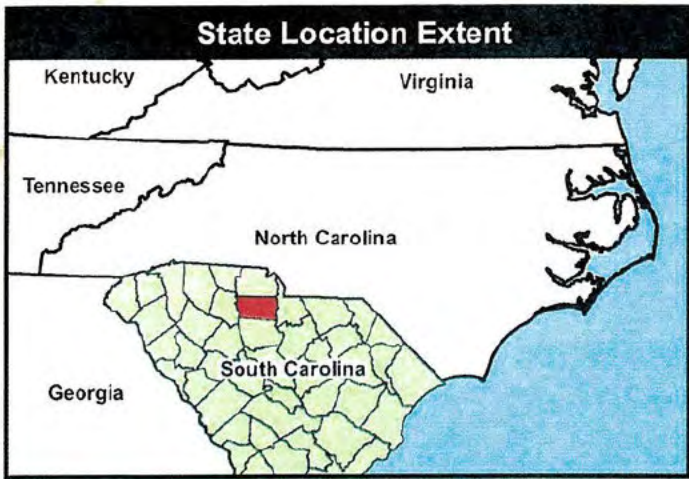 State Location Extent
Kentucky
Virginia
Tennessee
North Carolina
South Carolina
Georgia